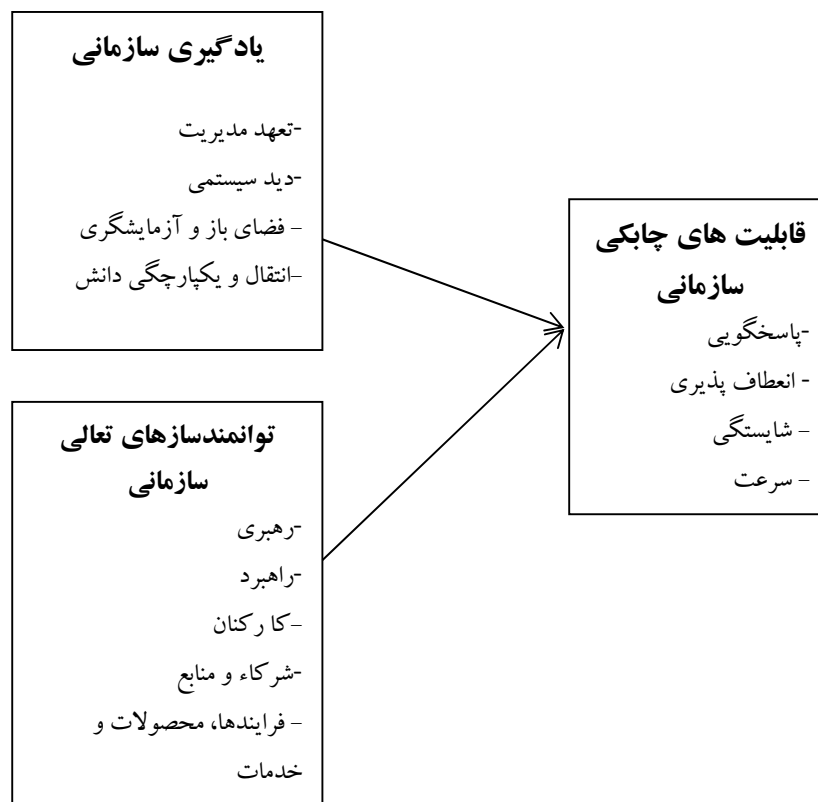 یادگیری سازمانی
-تعهد مدیریت
-دید سیستمی
– فضای باز و آزمایشگری
–انتقال و یکپارچگی دانش
قابلیت های چابکی
سازمانی
-پاسخگویی
- انعطاف پذیری
– شایستگی
– سرعت
توانمندسازهای تعالی
سازمانی
-رهبری
-راهبرد
–کا رکنان
-شرکاء و منابع
– فرایندها، محصولات و
خدمات